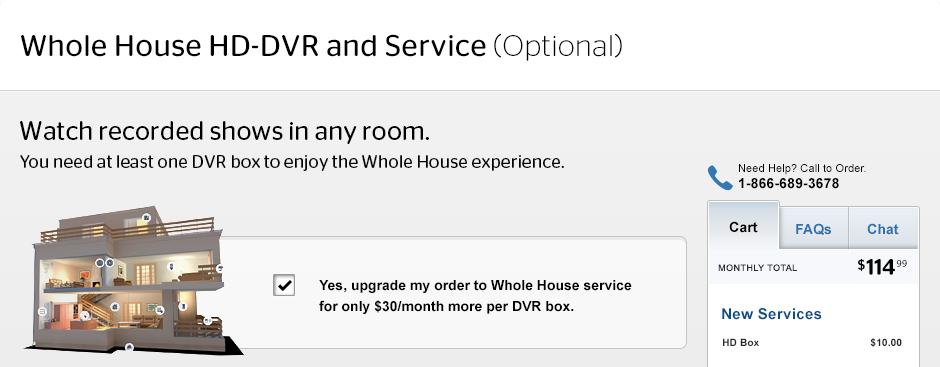 Whole House HD-DVR and Service (Optional)
Watch recorded shows in any room.
You need at least one DVR box to enjoy the Whole House experience.
Yes, upgrade my order to Whole House service
for only $30/month more per DVR box.
Need Help? Call to Order.
1-866-689-3678
Cart FAQs Chat
MONTHLY TOTAL $114.99
New Services
HD Box $10.00